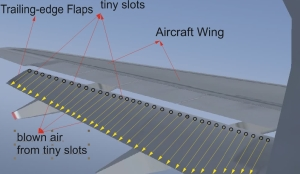 Trailing-edge Flaps
tiny slots
Aircraft Wing
blown air
from tiny slots